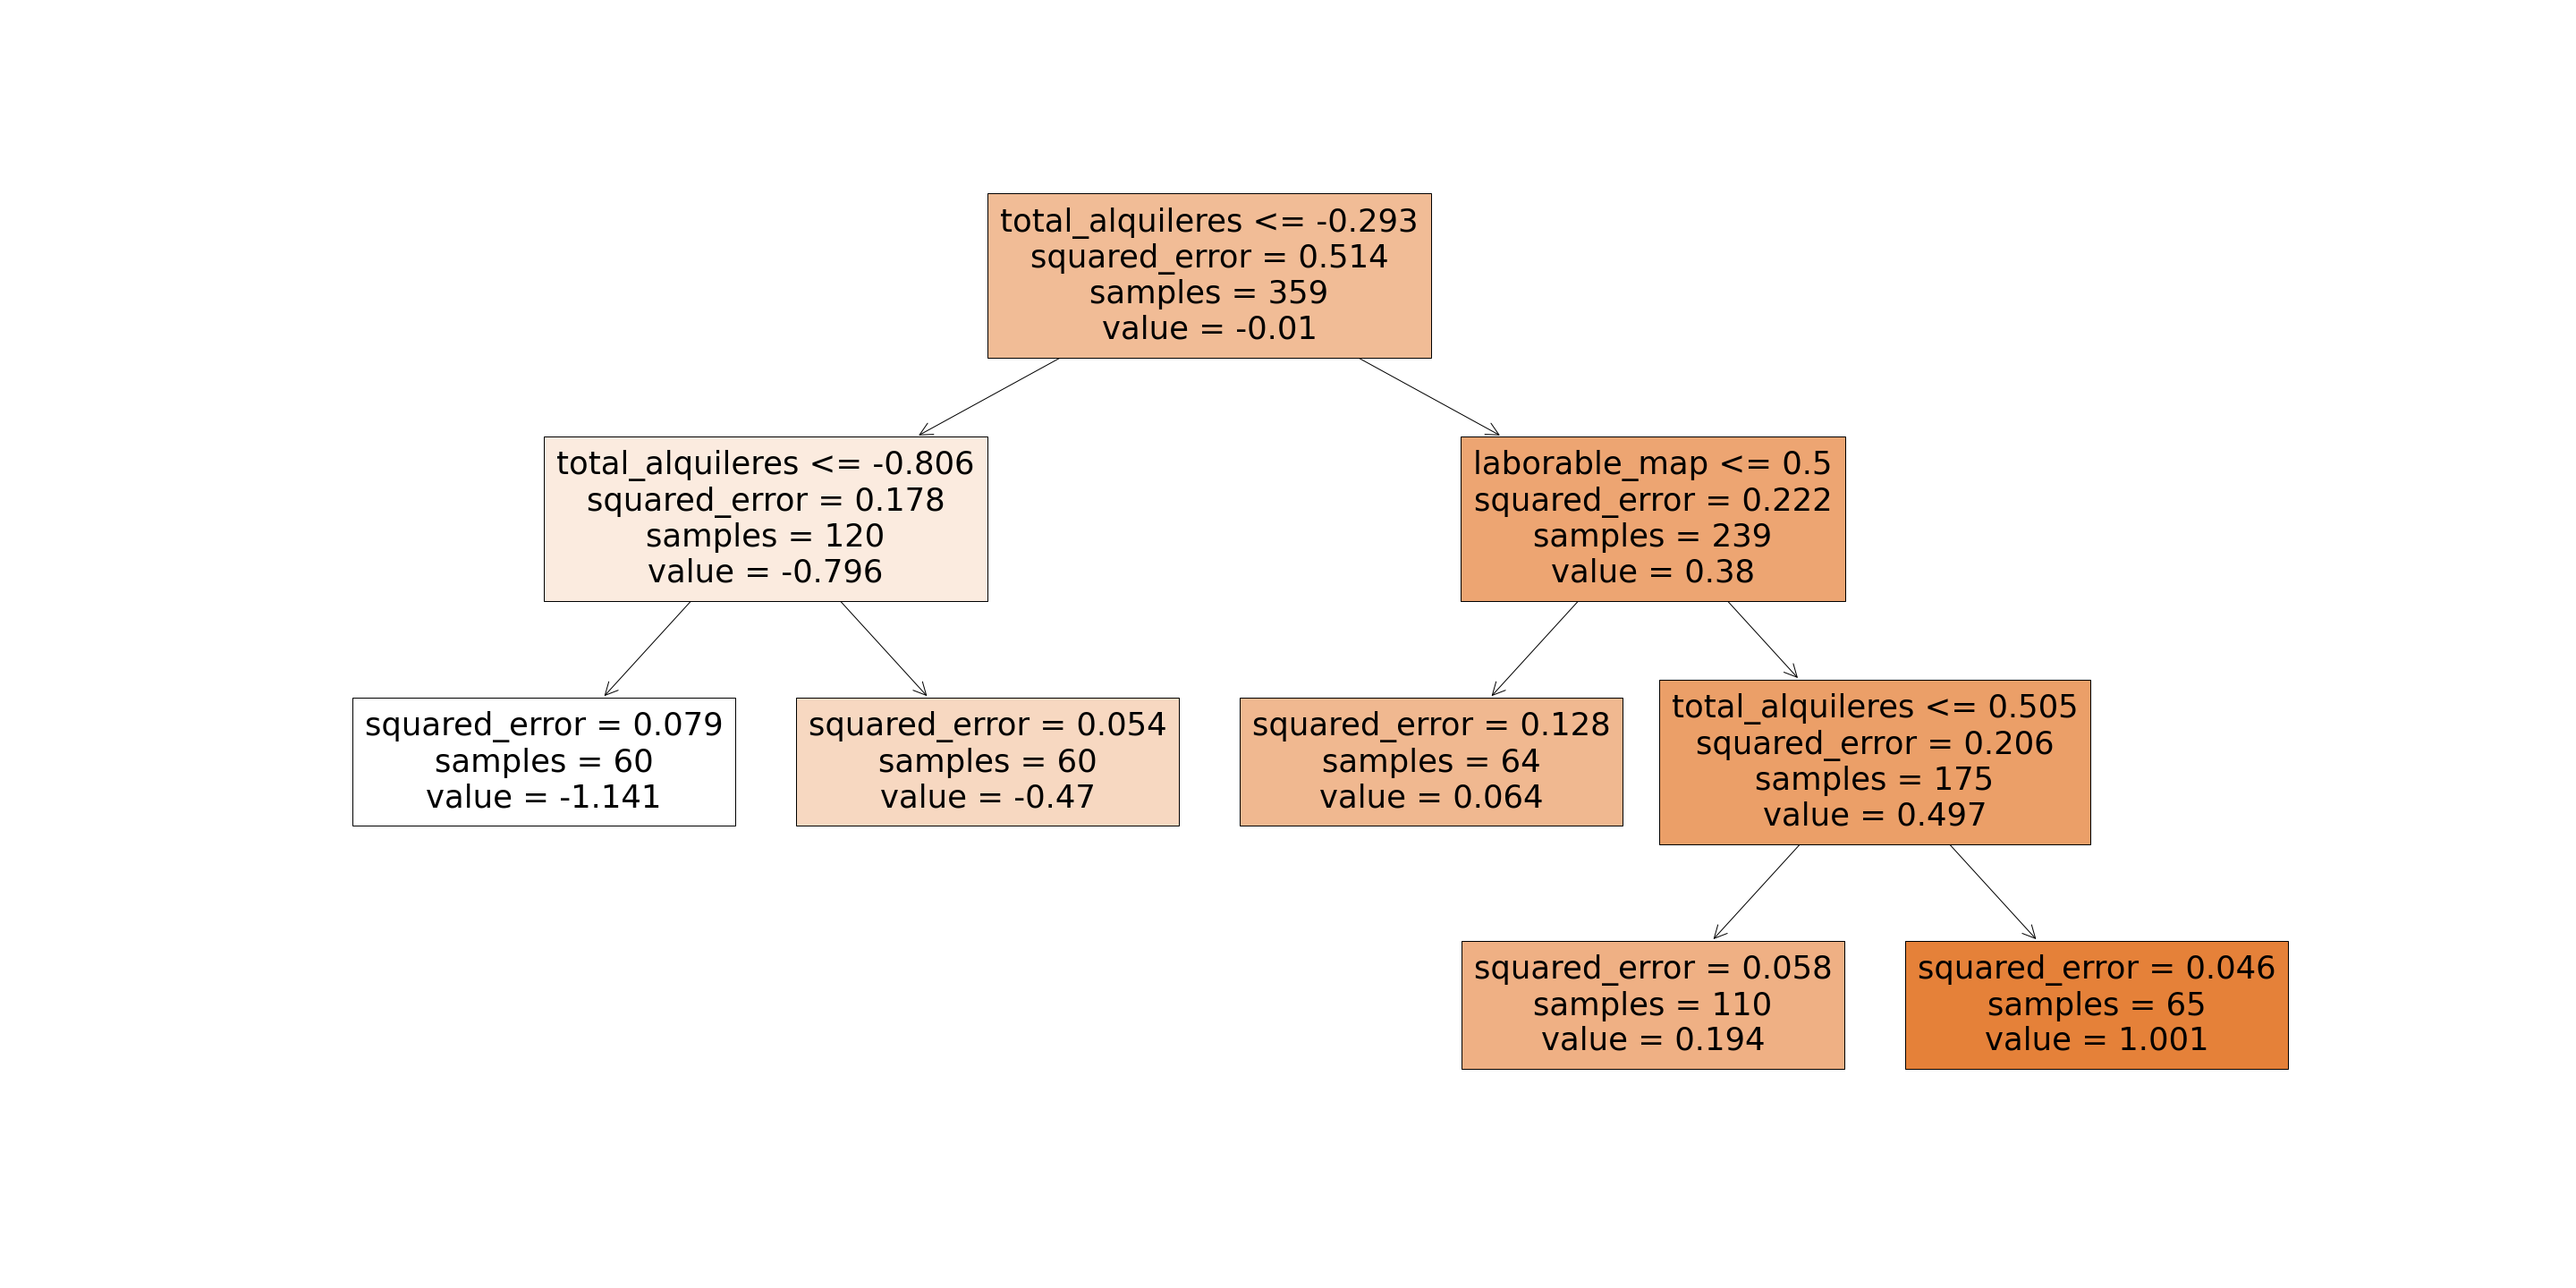 total_alquileres <= -0.293
squared_error = 0.514
samples = 359
value = -0.01
total_alquileres <= -0.806
squared_error = 0.178
samples = 120
value = -0.796
laborable_map <= 0.5
squared_error = 0.222
samples = 239
value = 0.38
squared_error = 0.079
samples = 60
value = -1.141
squared_error = 0.054
samples = 60
value = -0.47
squared_error = 0.128
samples = 64
value = 0.064
total_alquileres <= 0.505
squared_error = 0.206
samples = 175
value = 0.497
squared_error = 0.058
samples = 110
value = 0.194
squared_error = 0.046
samples = 65
value = 1.001